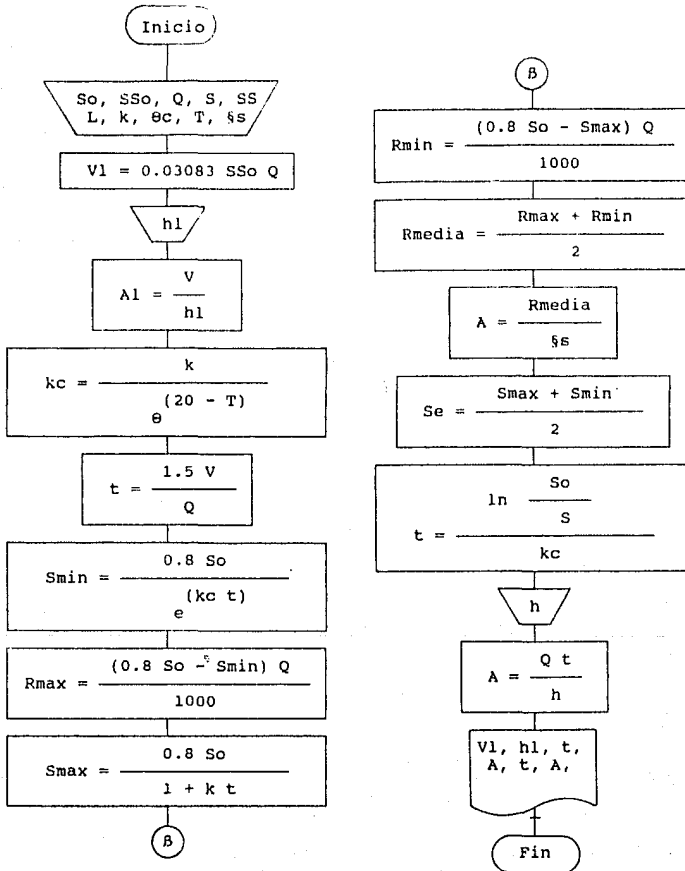 Inicio
So, SSo, Q, S, SS
L, k, θc, T, §s
Vl = 0.03083 SSo Q
hl
Al = V
hl
kc = k
θ (20 - T)
t = 1.5 V
Q
Smin = 0.8 So
e (kc t)
Rmax = (0.8 So - Smin) Q
1000
Smax = 0.8 So
1 + k t
ß
ß
Rmin = (0.8 So - Smax) Q
1000
Rmedia = Rmax + Rmin
2
A = Rmedia
§s
Se = Smax + Smin
2
t = ln So
S
kc
h
A = Q t
h
Vl, hl, t,
A, t, A,
Fin